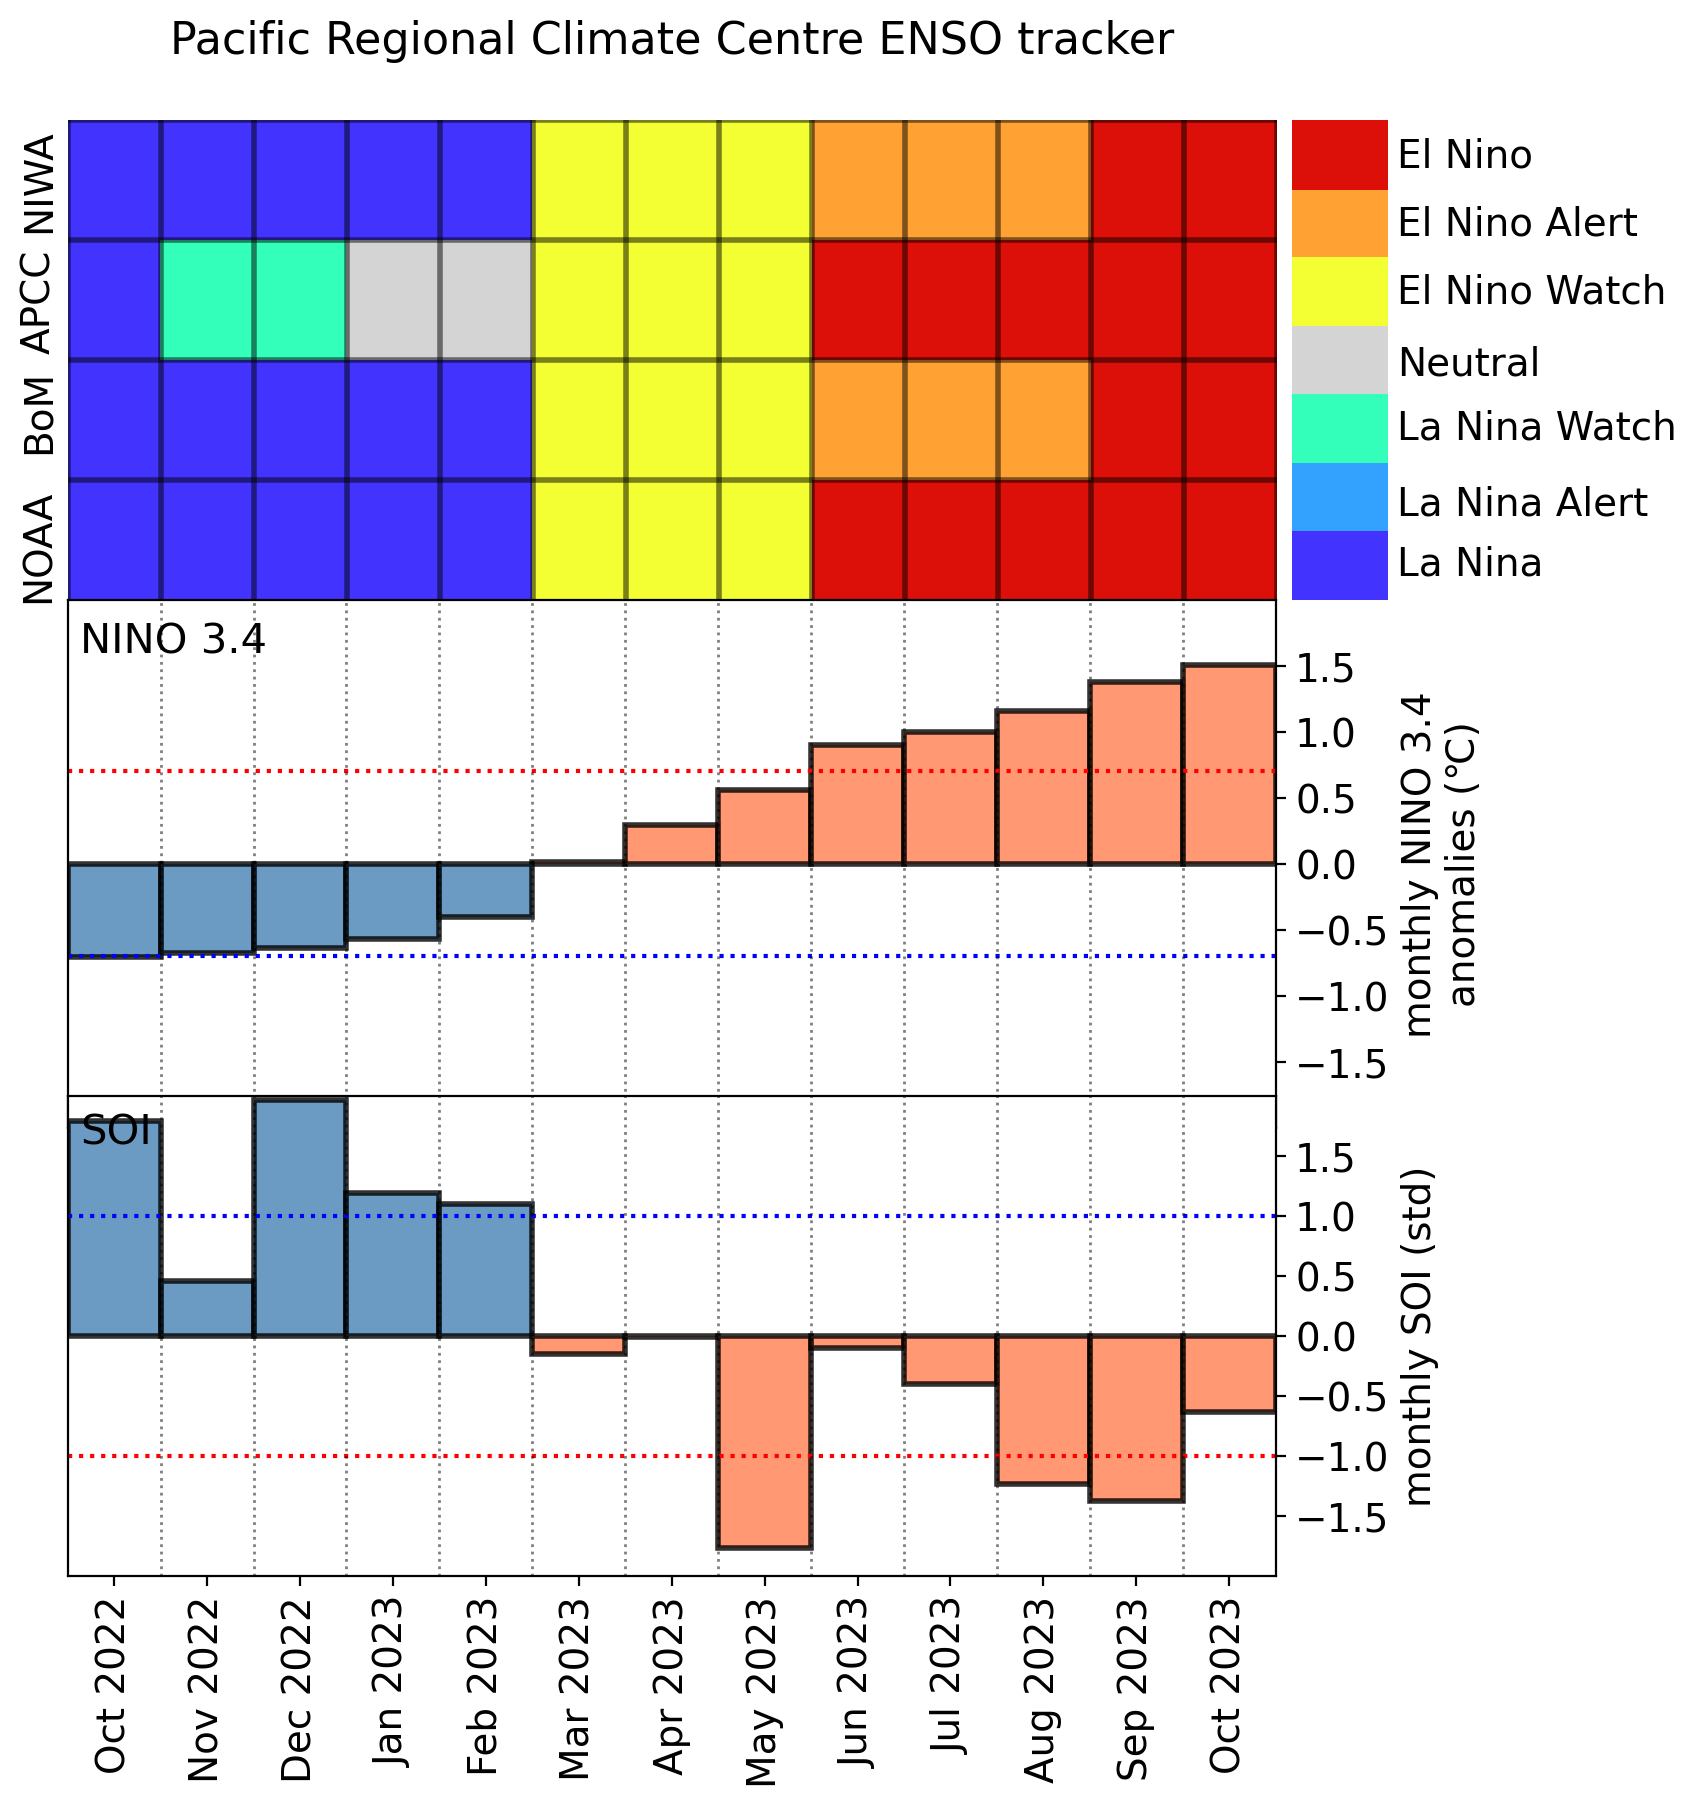 Pacific Regional Climate Centre ENSO tracker
NIWA
APCC
BoM
NOAA
El Nino
El Nino Alert
El Nino Watch
Neutral
La Nina Watch
La Nina Alert
La Nina
NINO 3.4
1.5
1.0
0.5
0.0
−0.5
−1.0
−1.5
monthly NINO 3.4
anomalies (°C)
SOI
1.5
1.0
0.5
0.0
−0.5
−1.0
−1.5
monthly SOI (std)
Oct 2022
Nov 2022
Dec 2022
Jan 2023
Feb 2023
Mar 2023
Apr 2023
May 2023
Jun 2023
Jul 2023
Aug 2023
Sep 2023
Oct 2023